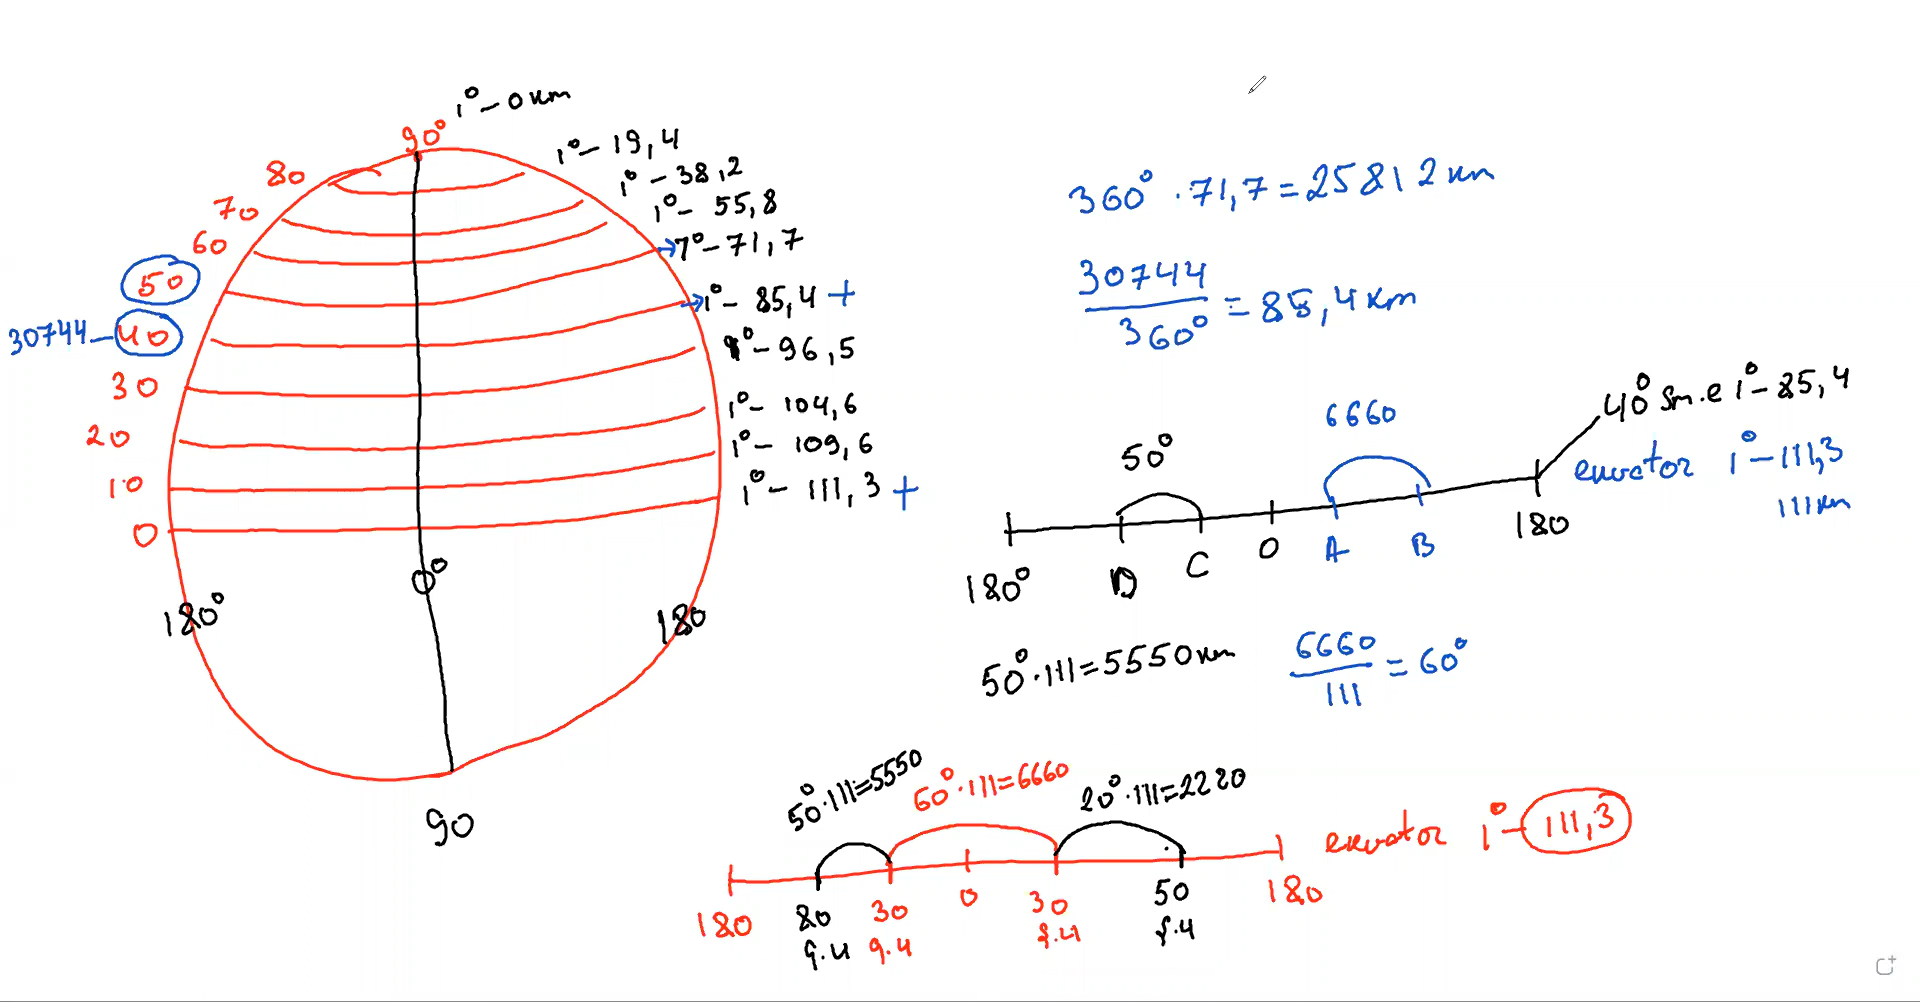 1° - 0 km
90°
80
70
60
50
30744 - 40
30
20
10
0
1° - 19,4
1° - 38,2
1° - 55,8
7° - 71,7
1° - 85,4 +
1° - 96,5
1° - 104,6
1° - 109,6
1° - 111,3 +
0°
180°
180
90
360° · 71,7 = 25812 km
30744
360°
= 85,4 km
40° Sm.e 1° - 85,4
ekvator 1° - 111,3
111 km
50°
6660
180°
D
C
0
A
B
180
50° · 111 = 5550 km
6660
111
= 60°
50° · 111 = 5550
60° · 111 = 6660
20° · 111 = 2220
ekvator 1° - 111,3
180
80
30
0
30
50
180
q.u
q.u
ş.u
ş.u